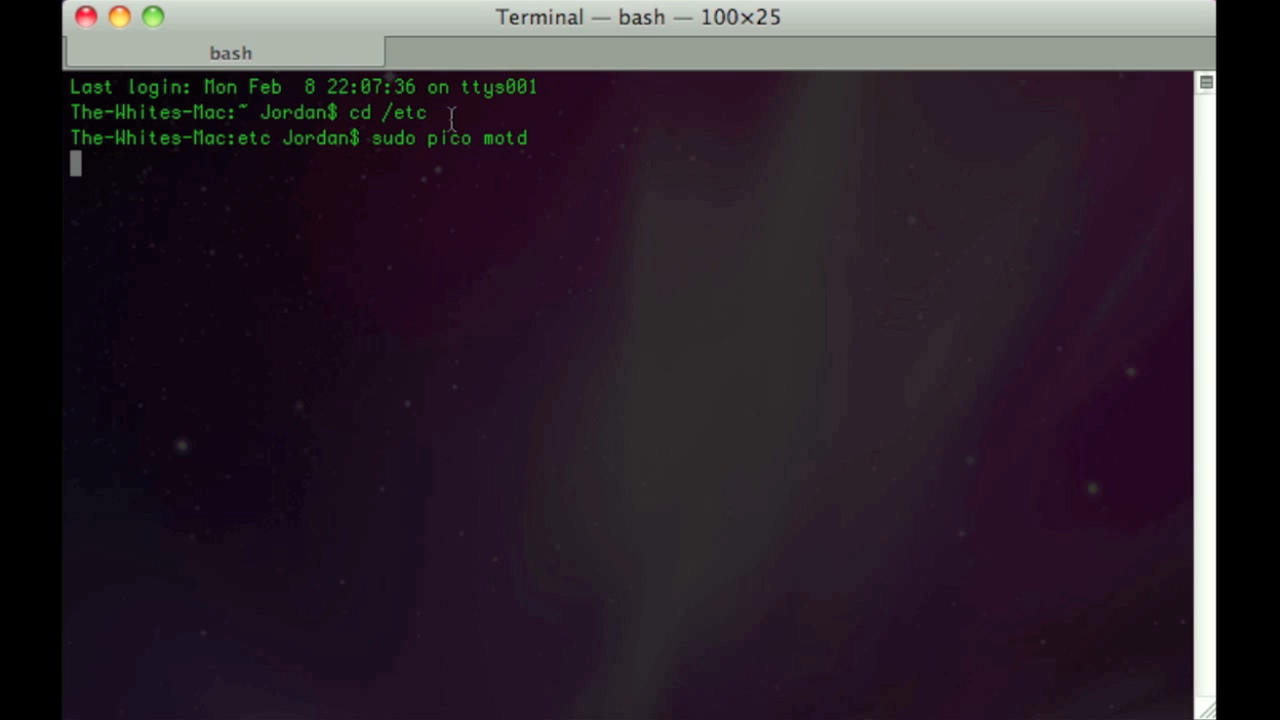 Terminal — bash — 100×25
bash
Last login: Mon Feb  8 22:07:36 on ttys001
The-Whites-Mac:~ Jordan$ cd /etc
The-Whites-Mac:etc Jordan$ sudo pico motd